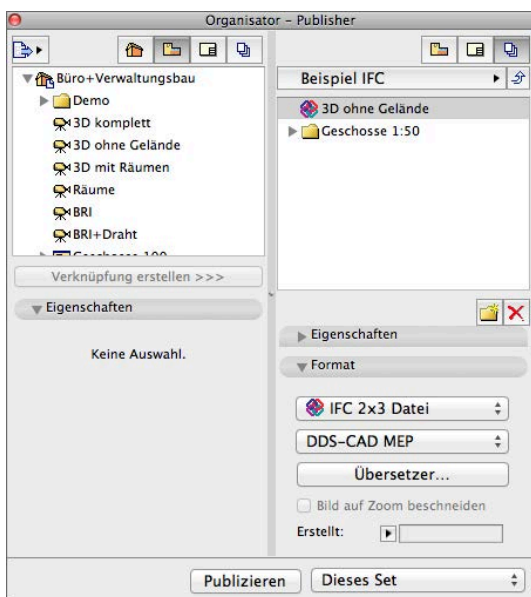 Organisator – Publisher
Büro+Verwaltungsbau
Demo
3D komplett
3D ohne Gelände
3D mit Räumen
Räume
BRI
BRI+Draht
Geschosse 100
Verknüpfung erstellen >>>
Eigenschaften
Keine Auswahl.
Beispiel IFC
3D ohne Gelände
Geschosse 1:50
Eigenschaften
Format
IFC 2x3 Datei
DDS–CAD MEP
Übersetzer...
Bild auf Zoom beschneiden
Erstellt:
Publizieren
Dieses Set